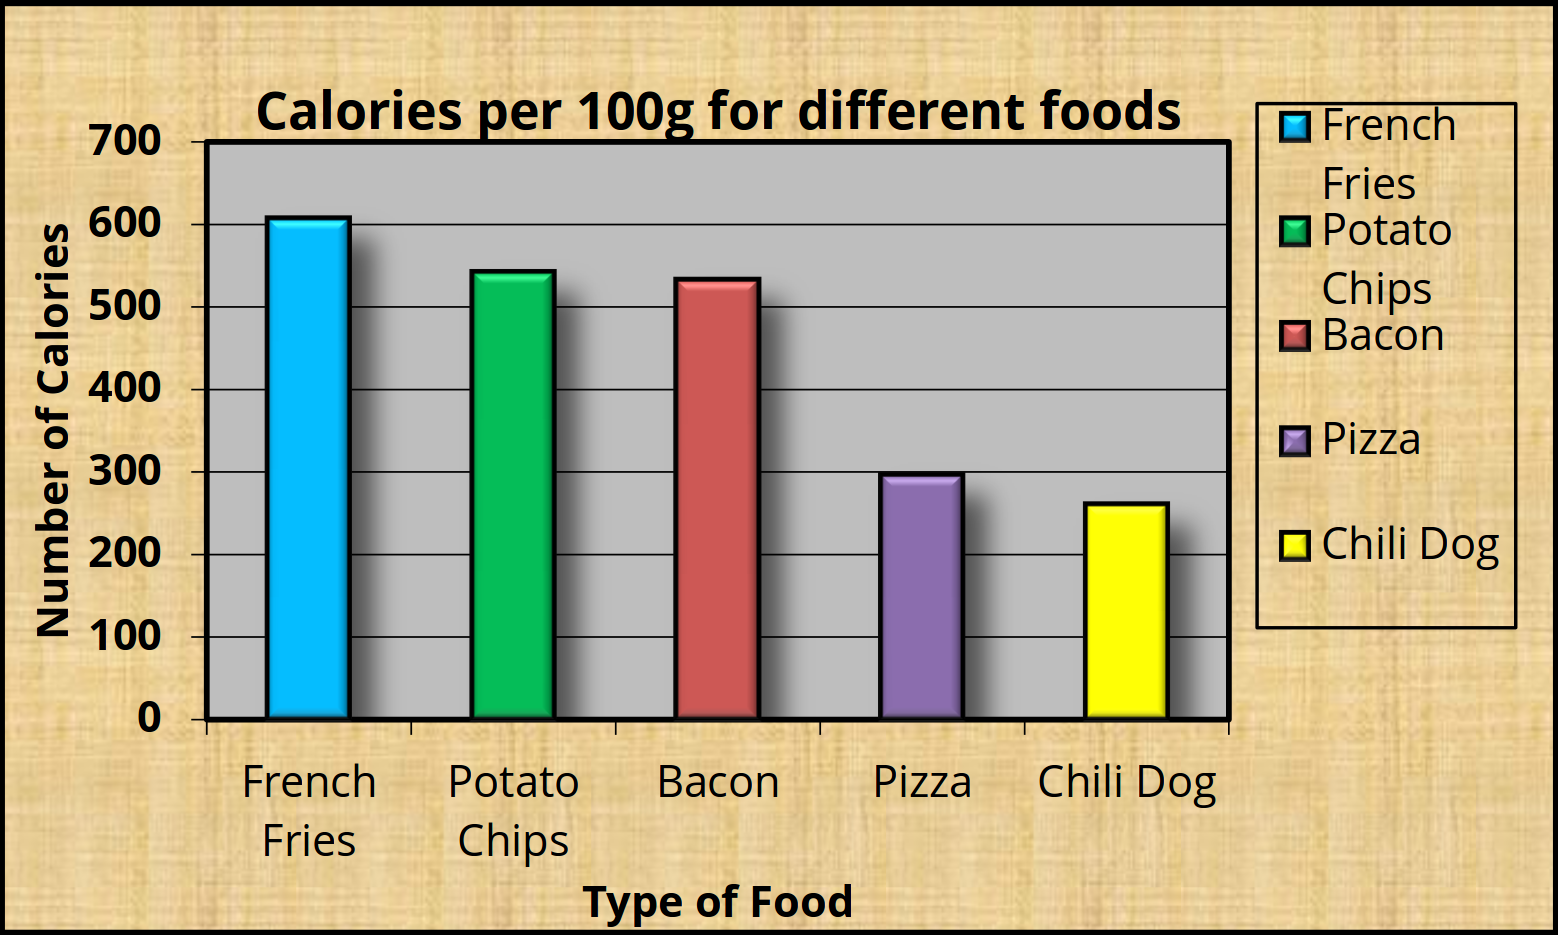 Calories per 100g for different foods
700
600
500
400
300
200
100
0
Number of Calories
French
Fries
Potato
Chips
Bacon
Pizza
Chili Dog
Type of Food
French
Fries
Potato
Chips
Bacon
Pizza
Chili Dog